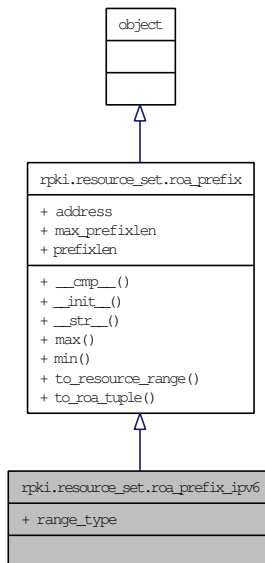 object
rpki.resource_set.roa_prefix
+ address
+ max_prefixlen
+ prefixlen
+ __cmp__()
+ __init__()
+ __str__()
+ max()
+ min()
+ to_resource_range()
+ to_roa_tuple()
rpki.resource_set.roa_prefix_ipv6
+ range_type